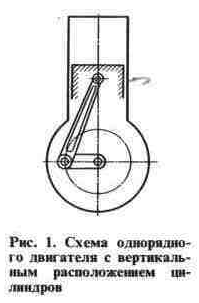 Рис. 1. Схема однорядно-
го двигателя с вертикаль-
ным расположением ци-
линдров